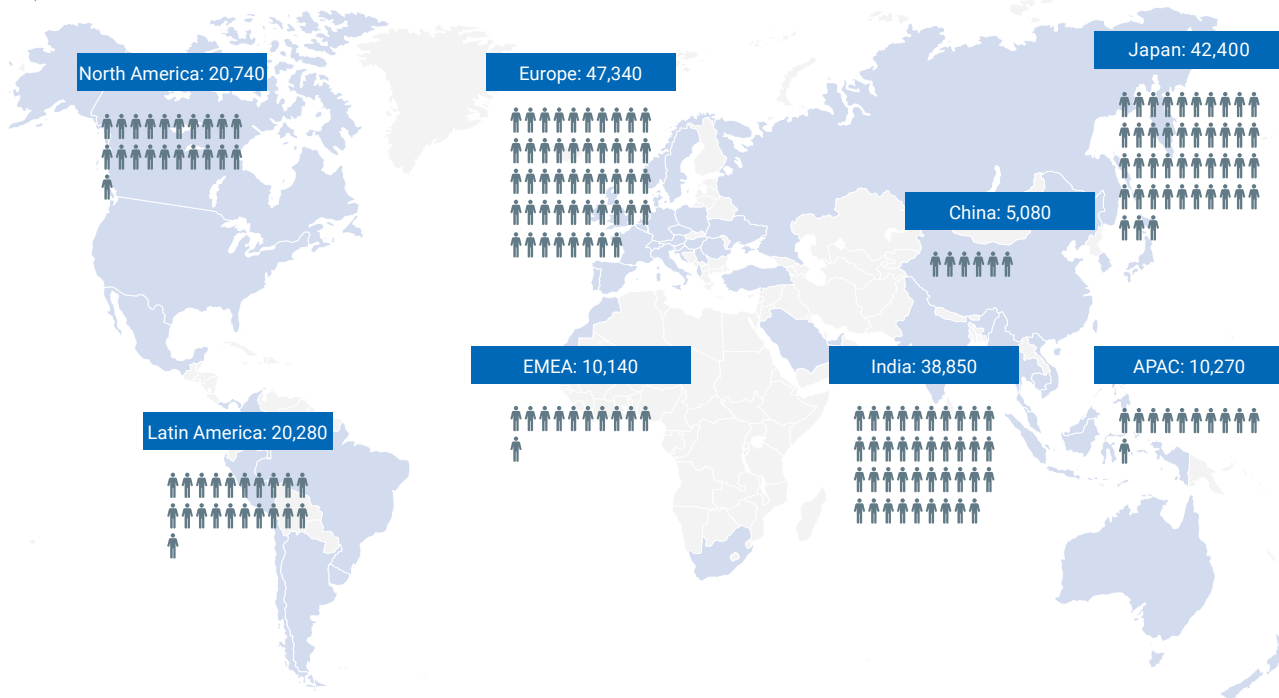 North America: 20,740
Europe: 47,340
Japan: 42,400
China: 5,080
EMEA: 10,140
India: 38,850
APAC: 10,270
Latin America: 20,280